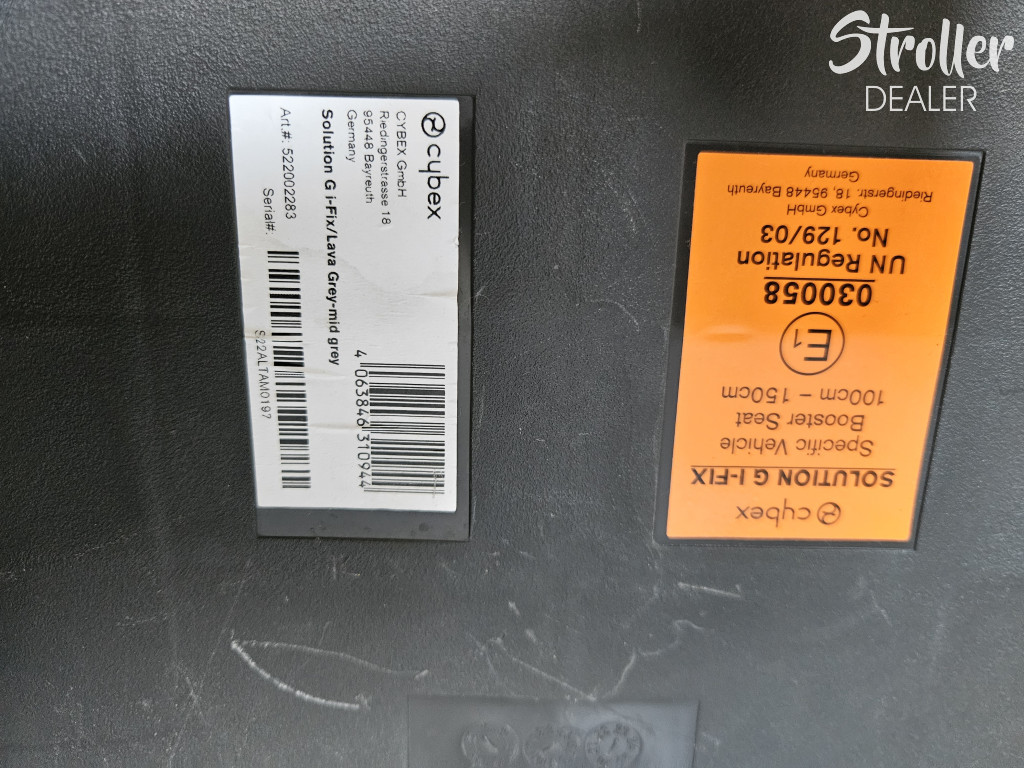 Stroller
DEALER
cybex
CYBEX GmbH
Riedingerstrasse 18
95448 Bayreuth
Germany
Solution G i-Fix/Lava Grey-mid grey
4 063846 310944
Art.#: 522002283
Serial#:
S22ALTAM0197
cybex
SOLUTION G I-FIX
Specific Vehicle
Booster Seat
100cm – 150cm
E1
030058
UN Regulation
No. 129/03
Cybex GmbH
Riedingerstr. 18, 95448 Bayreuth
Germany